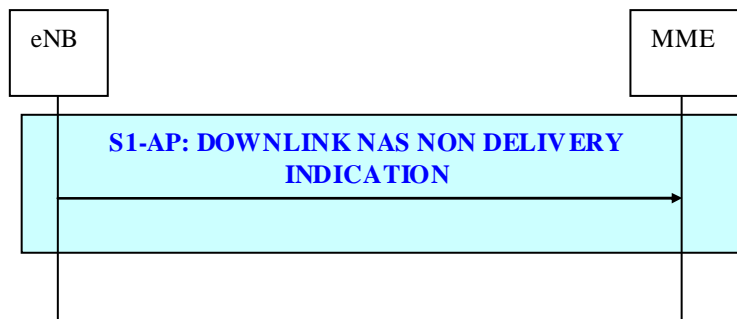 eNB
MME
S1-AP: DOWNLINK NAS NON DELIVERY
INDICATION